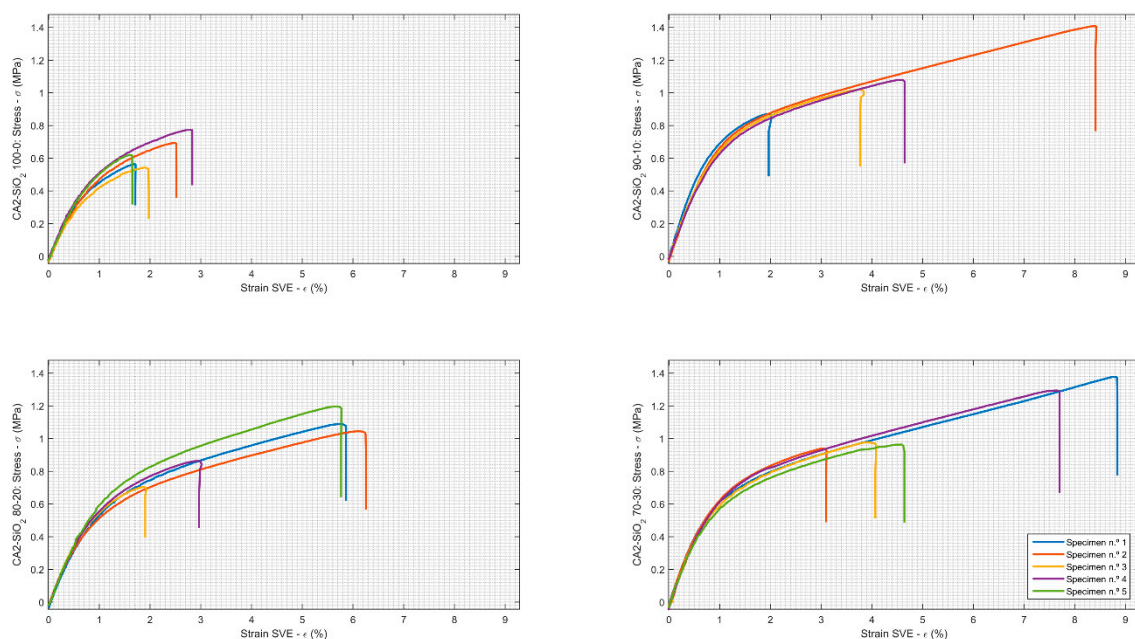 CA2-SiO2 100-0: Stress - σ (MPa)
1.4
1.2
1
0.8
0.6
0.4
0.2
0
0 1 2 3 4 5 6 7 8 9
Strain SVE - ϵ (%)
CA2-SiO2 90-10: Stress - σ (MPa)
1.4
1.2
1
0.8
0.6
0.4
0.2
0
0 1 2 3 4 5 6 7 8 9
Strain SVE - ϵ (%)
CA2-SiO2 80-20: Stress - σ (MPa)
1.4
1.2
1
0.8
0.6
0.4
0.2
0
0 1 2 3 4 5 6 7 8 9
Strain SVE - ϵ (%)
CA2-SiO2 70-30: Stress - σ (MPa)
1.4
1.2
1
0.8
0.6
0.4
0.2
0
Specimen n.º 1
Specimen n.º 2
Specimen n.º 3
Specimen n.º 4
Specimen n.º 5
0 1 2 3 4 5 6 7 8 9
Strain SVE - ϵ (%)